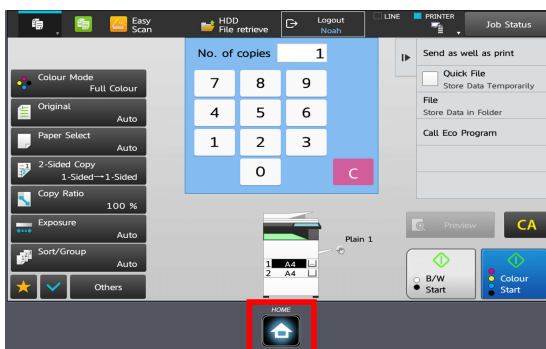 Easy
Scan
HDD
File retrieve
Logout
Noah
LINE
PRINTER
Job Status
No. of copies 1
7 8 9
4 5 6
1 2 3
0 C
Colour Mode
Full Colour
Original
Auto
Paper Select
Auto
2-Sided Copy
1-Sided→1-Sided
Copy Ratio
100 %
Exposure
Auto
Sort/Group
Auto
Others
Plain 1
1 A4
2 A4
Send as well as print
Quick File
Store Data Temporarily
File
Store Data in Folder
Call Eco Program
Preview
CA
B/W
Start
Colour
Start
HOME